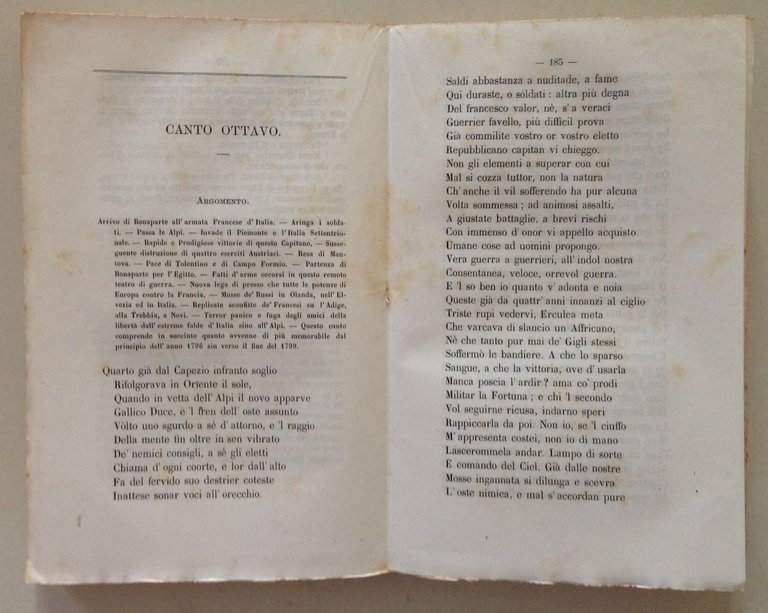 CANTO OTTAVO.
ARGOMENTO.
Arrivo di Bonaparte all' armata Francese d' Italia. — Aringa i solda-
ti. — Passa le Alpi. — Invade il Piemonte e l' Italia Settentrio-
nale. — Rapide e Prodigiose vittorie di questo Capitano. — Susse-
guente distruzione di quattro eserciti Austriaci. — Resa di Man-
tova. — Pace di Tolentino e di Campo Formio. — Partenza di
Bonaparte per l' Egitto. — Fatti d' arme occorsi in questo remoto
teatro di guerra. — Nuova lega di presso che tutte le potenze di
Europa contro la Francia. — Mosse de' Russi in Olanda, nell' El-
vezia ed in Italia. — Replicate sconfitte de' Francesi su l' Adige,
alla Trebbia, a Novi. — Terror panico e fuga degli amici della
libertà dall' estreme falde d' Italia sino all' Alpi. — Questo canto
comprende in succinto quanto avvenne di più memorabile dal
principio dell' anno 1796 sin verso il fine del 1799.
Quarto già dal Capezio infranto soglio
Rifolgorava in Oriente il sole,
Quando in vetta dell' Alpi il novo apparve
Gallico Duce, e 'l fren dell' oste assunto
Vòlto uno sgurdo a sè d' attorno, e 'l raggio
Della mente fin oltre in sen vibrato
De' nemici consigli, a sè gli eletti
Chiama d' ogni coorte, e lor dall' alto
Fa del fervido suo destrier coteste
Inattese sonar voci all' orecchio.
— 185 —
Saldi abbastanza a nuditade, a fame
Qui duraste, o soldati: altra più degna
Del francesco valor, nè, s' a veraci
Guerrier favello, più difficil prova
Già commilite vostro or vostro eletto
Repubblicano capitan vi chieggo.
Non gli elementi a superar con cui
Mal si cozza tuttor, non la natura
Ch' anche il vil sofferendo ha pur alcuna
Volta sommessa; ad animosi assalti,
A giustate battaglie, a brevi rischi
Con immenso d' onor vi appello acquisto
Umane cose ad uomini propongo.
Vera guerra a guerrieri, all' indol nostra
Consentanea, veloce, orrevol guerra.
E 'l so ben io quanto v' adonta e noia
Queste già da quattr' anni innanzi al ciglio
Triste rupi vedervi, Erculea meta
Che varcava di slancio un Affricano,
Nè che tanto pur mai de' Gigli stessi
Soffermò le bandiere. A che lo sparso
Sangue, a che la vittoria, ove d' usarla
Manca poscia l' ardir? ama co' prodi
Militar la Fortuna; e chi 'l secondo
Vol seguirne ricusa, indarno speri
Rappiccarla da poi. Non io, se 'l ciuffo
M' appresenta costei, non io di mano
Lascerommela andar. Lampo di sorte
È comando del Ciel. Già dalle nostre
Mosse ingannata si dilunga e scevra
L' oste nimica, e mal s' accordan pure